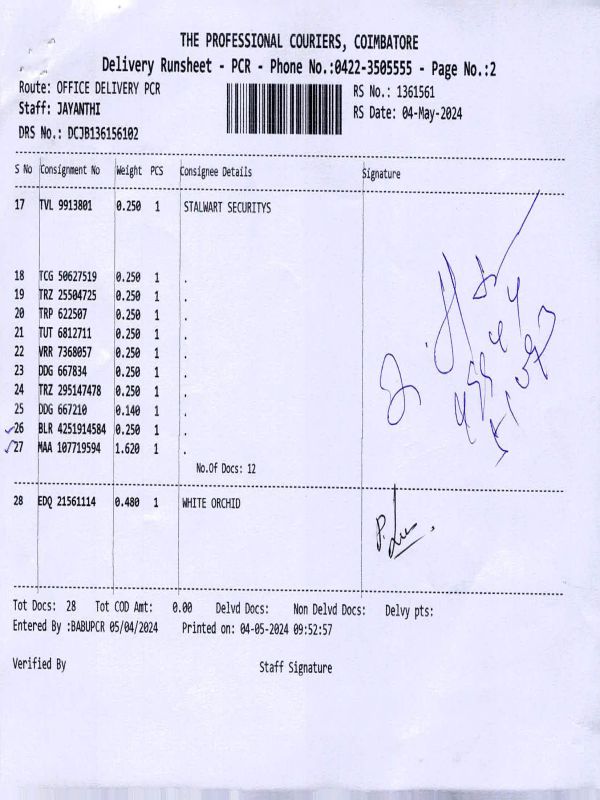 THE PROFESSIONAL COURIERS, COIMBATORE
Delivery Runsheet - PCR - Phone No.:0422-3505555 - Page No.:2
Route: OFFICE DELIVERY PCR RS No.: 1361561
Staff: JAYANTHI RS Date: 04-May-2024
DRS No.: DCJB136156102
S No Consignment No Weight PCS Consignee Details Signature
17 TVL 9913801 0.250 1 STALWART SECURITYS
18 TCG 50627519 0.250 1 .
19 TRZ 25504725 0.250 1 .
20 TRP 622507 0.250 1 .
21 TUT 6812711 0.250 1 .
22 VRR 7368057 0.250 1 .
23 DDG 667834 0.250 1 .
24 TRZ 295147478 0.250 1 .
25 DDG 667210 0.140 1 .
26 BLR 4251914584 0.250 1 .
27 MAA 107719594 1.620 1 .
No.Of Docs: 12
28 EDQ 21561114 0.480 1 WHITE ORCHID
Tot Docs: 28 Tot COD Amt: 0.00 Delvd Docs: Non Delvd Docs: Delvy pts:
Entered By :BABUPCR 05/04/2024 Printed on: 04-05-2024 09:52:57
Verified By Staff Signature